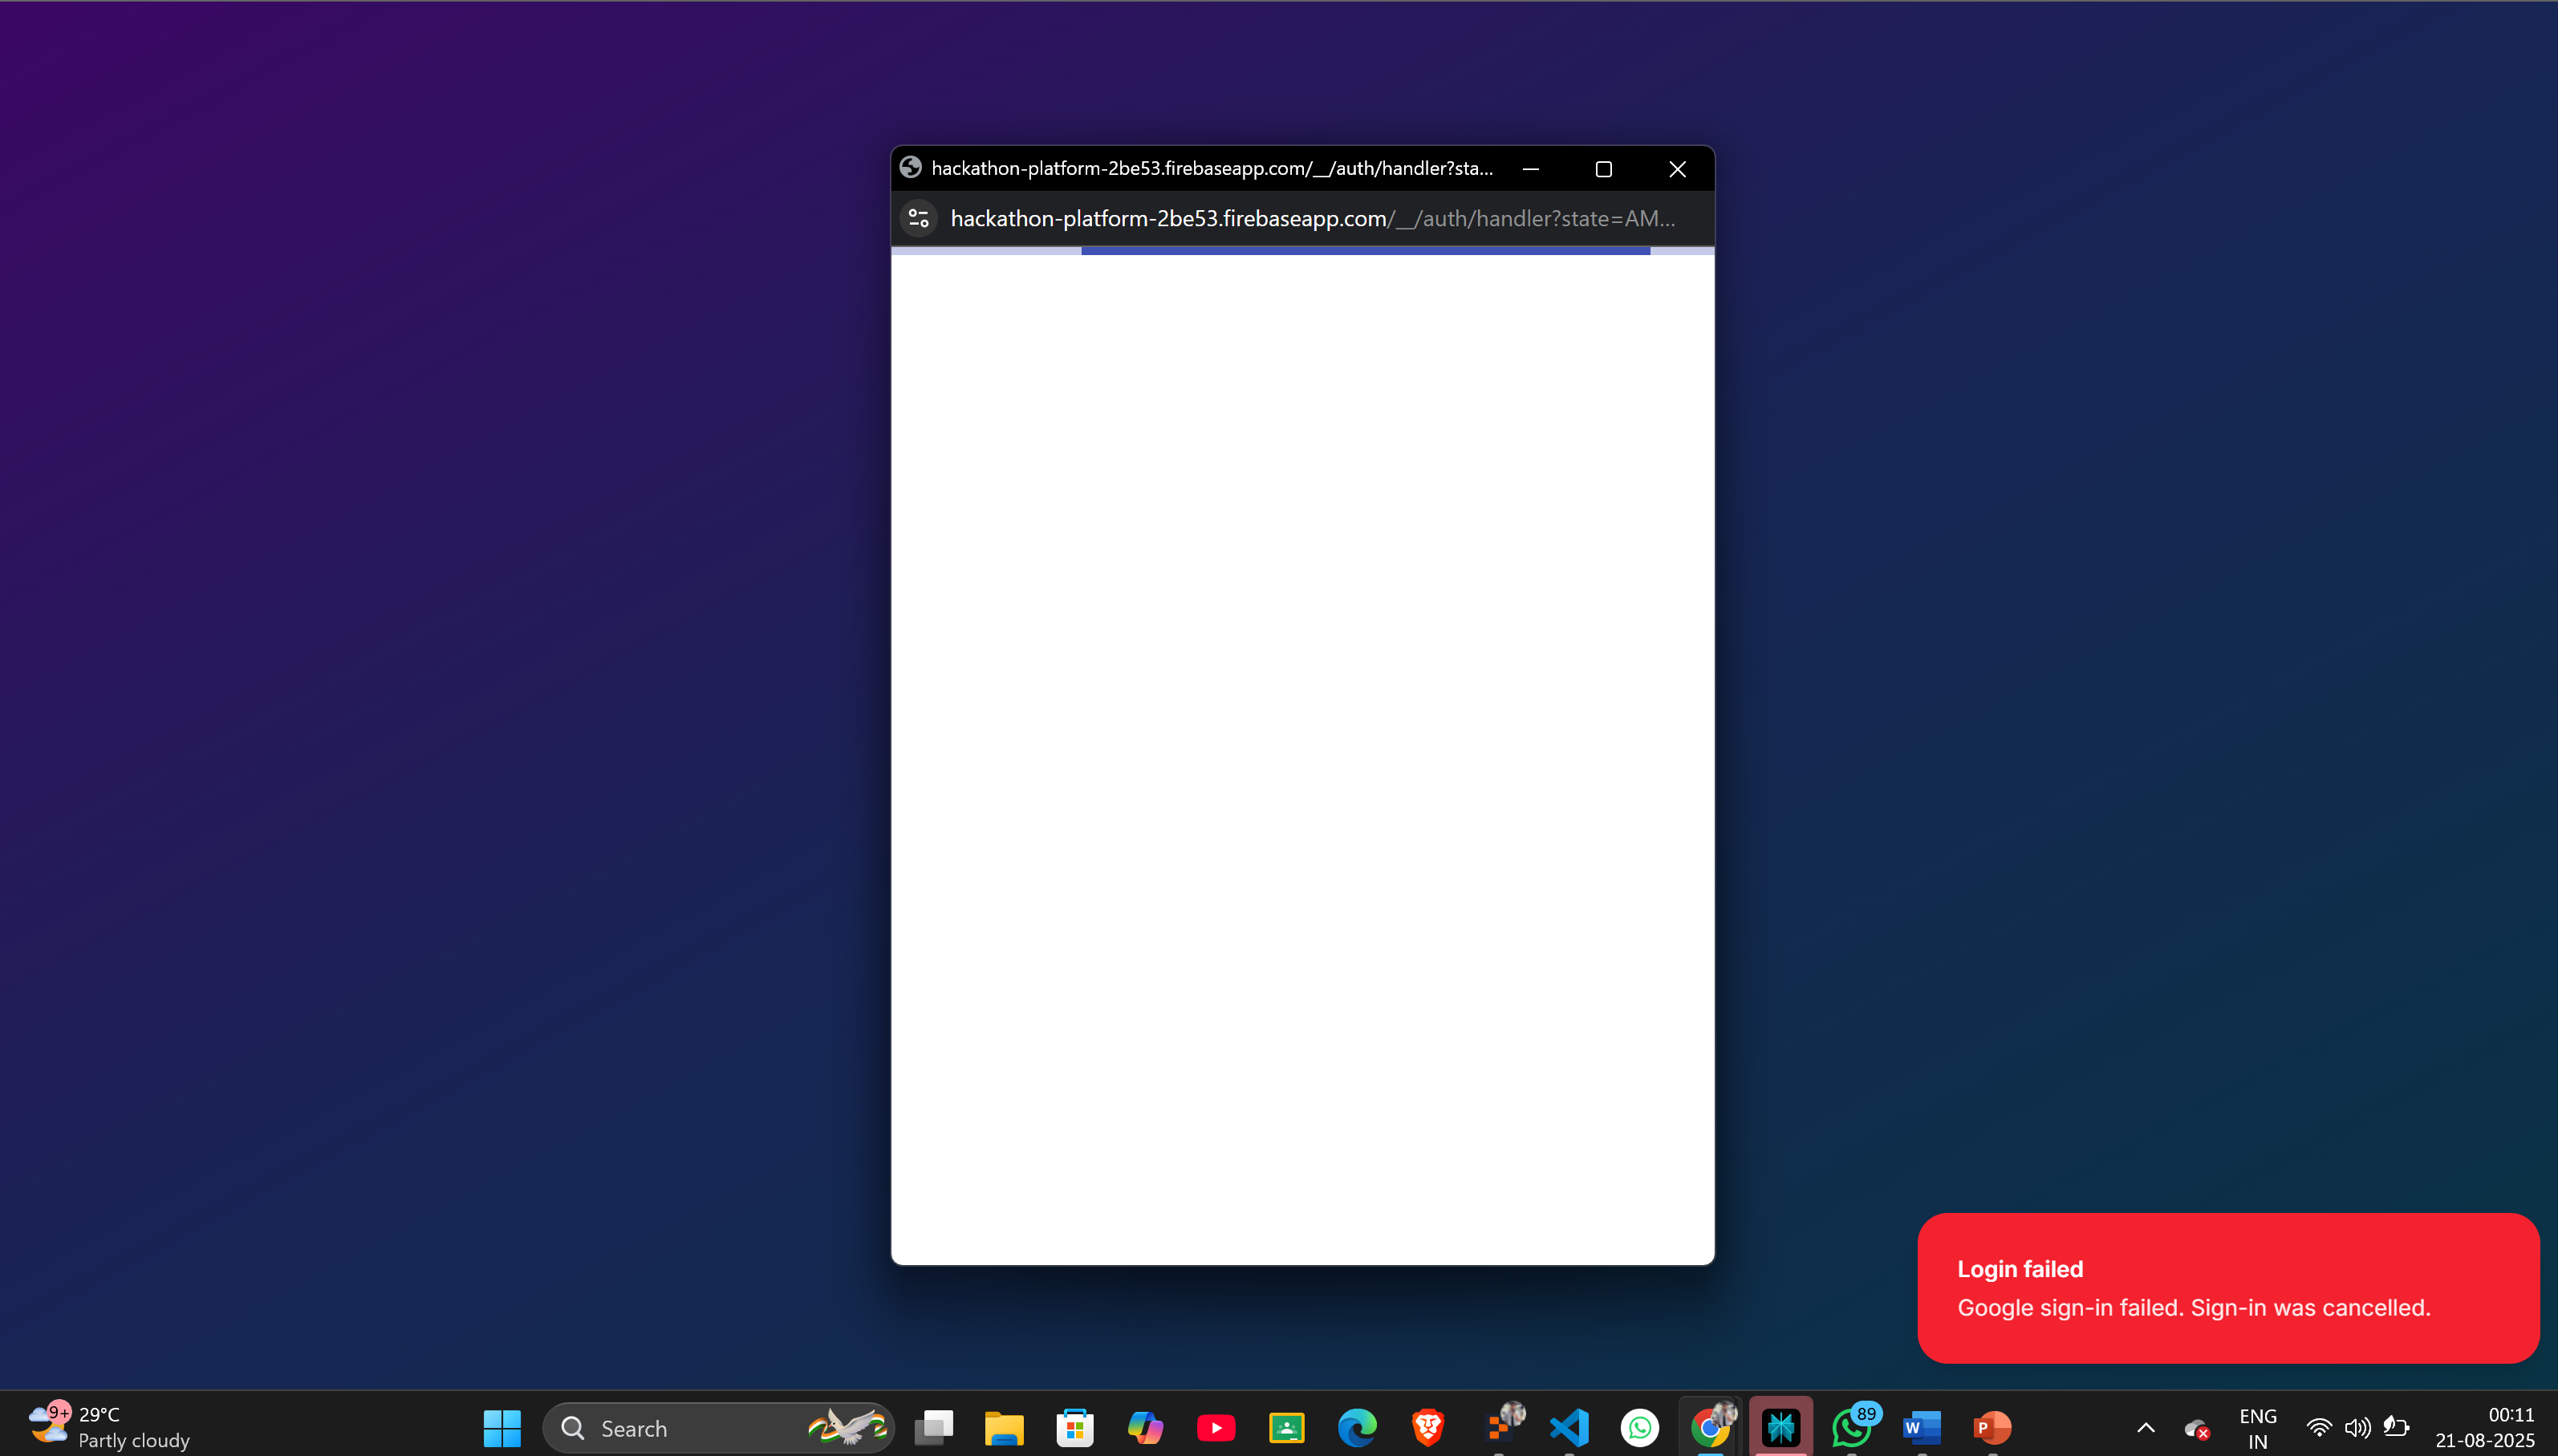 hackathon-platform-2be53.firebaseapp.com/__/auth/handler?sta...
hackathon-platform-2be53.firebaseapp.com/__/auth/handler?state=AM...
Login failed
Google sign-in failed. Sign-in was cancelled.
9+
29°C
Partly cloudy
Search
89
W
P
ENG
IN
00:11
21-08-2025